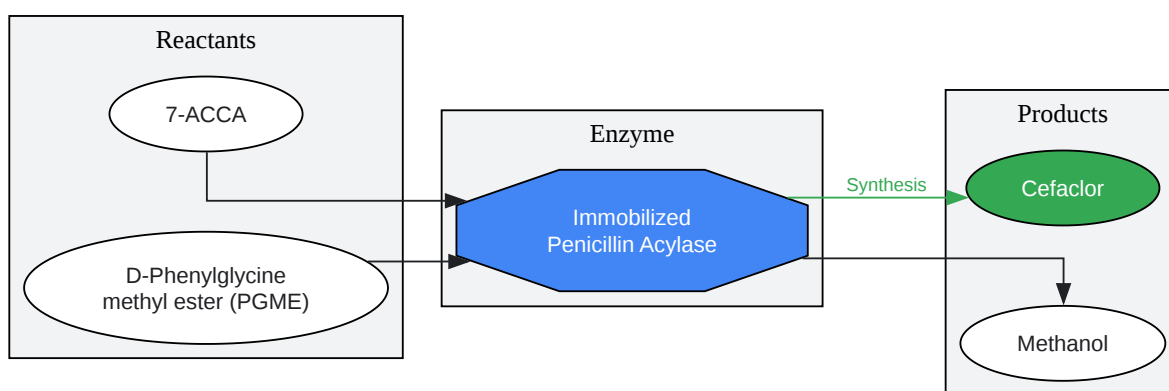 Reactants
7-ACCA
D-Phenylglycine
methyl ester (PGME)
Enzyme
Immobilized
Penicillin Acylase
Synthesis
Products
Cefaclor
Methanol